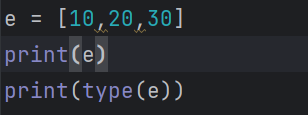 e = [10,20,30]
print(e)
print(type(e))